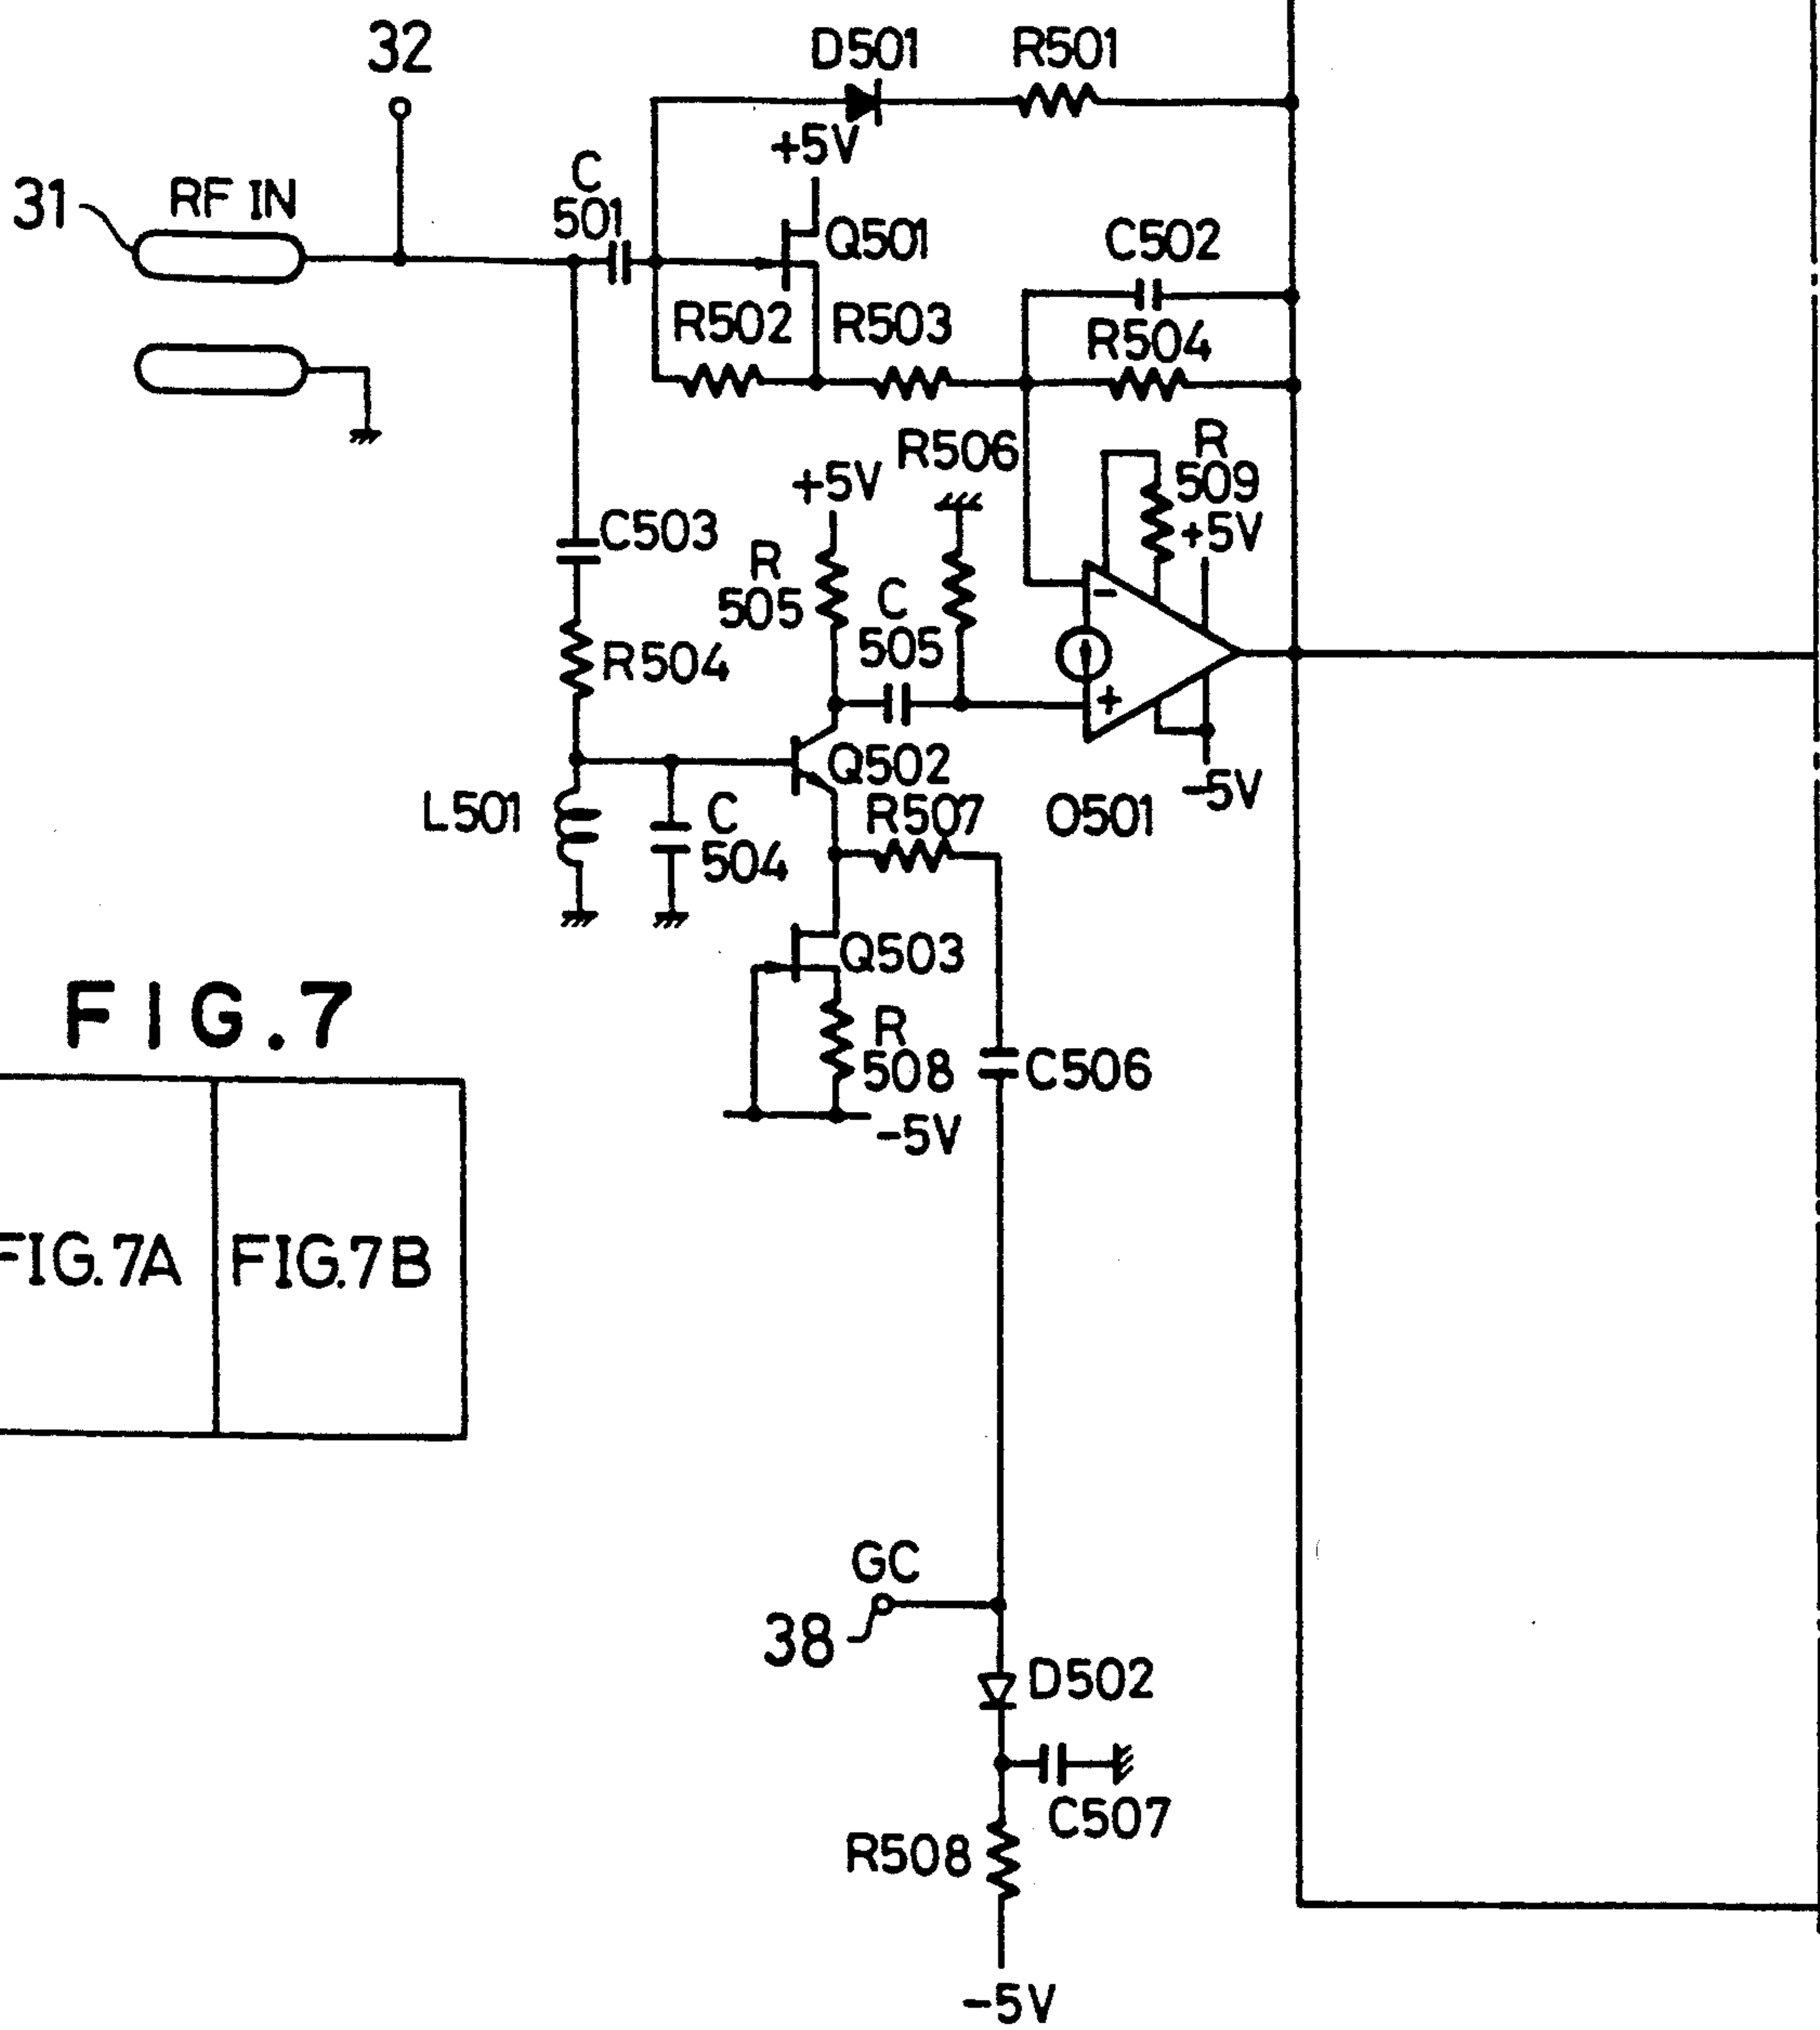 32
D501
R501
+5V
31
RF IN
C
501
Q501
C502
R502
R503
R504
R506
R
509
+5V
+5V
C503
R
505
C
505
-
R504
+
Q502
-5V
L501
C
504
R507
O501
Q503
FIG.7
R
508
C506
-5V
FIG.7A
FIG.7B
GC
38
D502
C507
R508
-5V